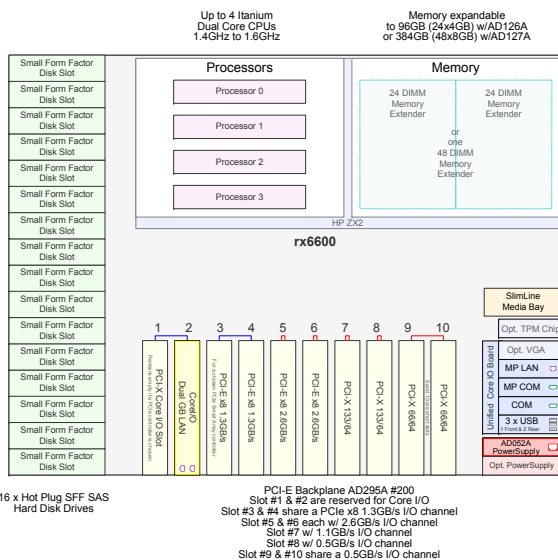 Up to 4 Itanium
Dual Core CPUs
1.4GHz to 1.6GHz
Memory expandable
to 96GB (24x4GB) w/AD126A
or 384GB (48x8GB) w/AD127A
Small Form Factor
Disk Slot
Small Form Factor
Disk Slot
Small Form Factor
Disk Slot
Small Form Factor
Disk Slot
Small Form Factor
Disk Slot
Small Form Factor
Disk Slot
Small Form Factor
Disk Slot
Small Form Factor
Disk Slot
Small Form Factor
Disk Slot
Small Form Factor
Disk Slot
Small Form Factor
Disk Slot
Small Form Factor
Disk Slot
Small Form Factor
Disk Slot
Small Form Factor
Disk Slot
Small Form Factor
Disk Slot
Small Form Factor
Disk Slot
16 x Hot Plug SFF SAS
Hard Disk Drives
Processors
Processor 0
Processor 1
Processor 2
Processor 3
Memory
24 DIMM
Memory
Extender
24 DIMM
Memory
Extender
or
one
48 DIMM
Memory
Extender
HP ZX2
rx6600
1
2
3
4
5
6
7
8
9
10
PCI-X Core I/O Slot
CoreI/O
Dual GB LAN
PCI-E x8 1.3GB/s
PCI-E x8 1.3GB/s
PCI-E x8 2.6GB/s
PCI-E x8 2.6GB/s
PCI-X 133/64
PCI-X 133/64
PCI-X 66/64
PCI-X 66/64
SlimLine
Media Bay
Opt. TPM Chip
Unified Core IO Board
Opt. VGA
MP LAN
MP COM
COM
3 x USB
1 Front & 2 Rear
AD052A
PowerSupply
Opt. PowerSupply
PCI-E Backplane AD295A #200
Slot #1 & #2 are reserved for Core I/O
Slot #3 & #4 share a PCIe x8 1.3GB/s I/O channel
Slot #5 & #6 each w/ 2.6GB/s I/O channel
Slot #7 w/ 1.1GB/s I/O channel
Slot #8 w/ 0.5GB/s I/O channel
Slot #9 & #10 share a 0.5GB/s I/O channel